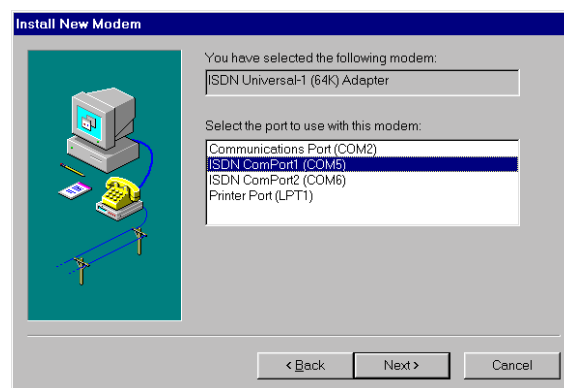 Install New Modem
You have selected the following modem:
ISDN Universal-1 (64K) Adapter
Select the port to use with this modem:
Communications Port (COM2)
ISDN ComPort1 (COM5)
ISDN ComPort2 (COM6)
Printer Port (LPT1)
< Back Next > Cancel